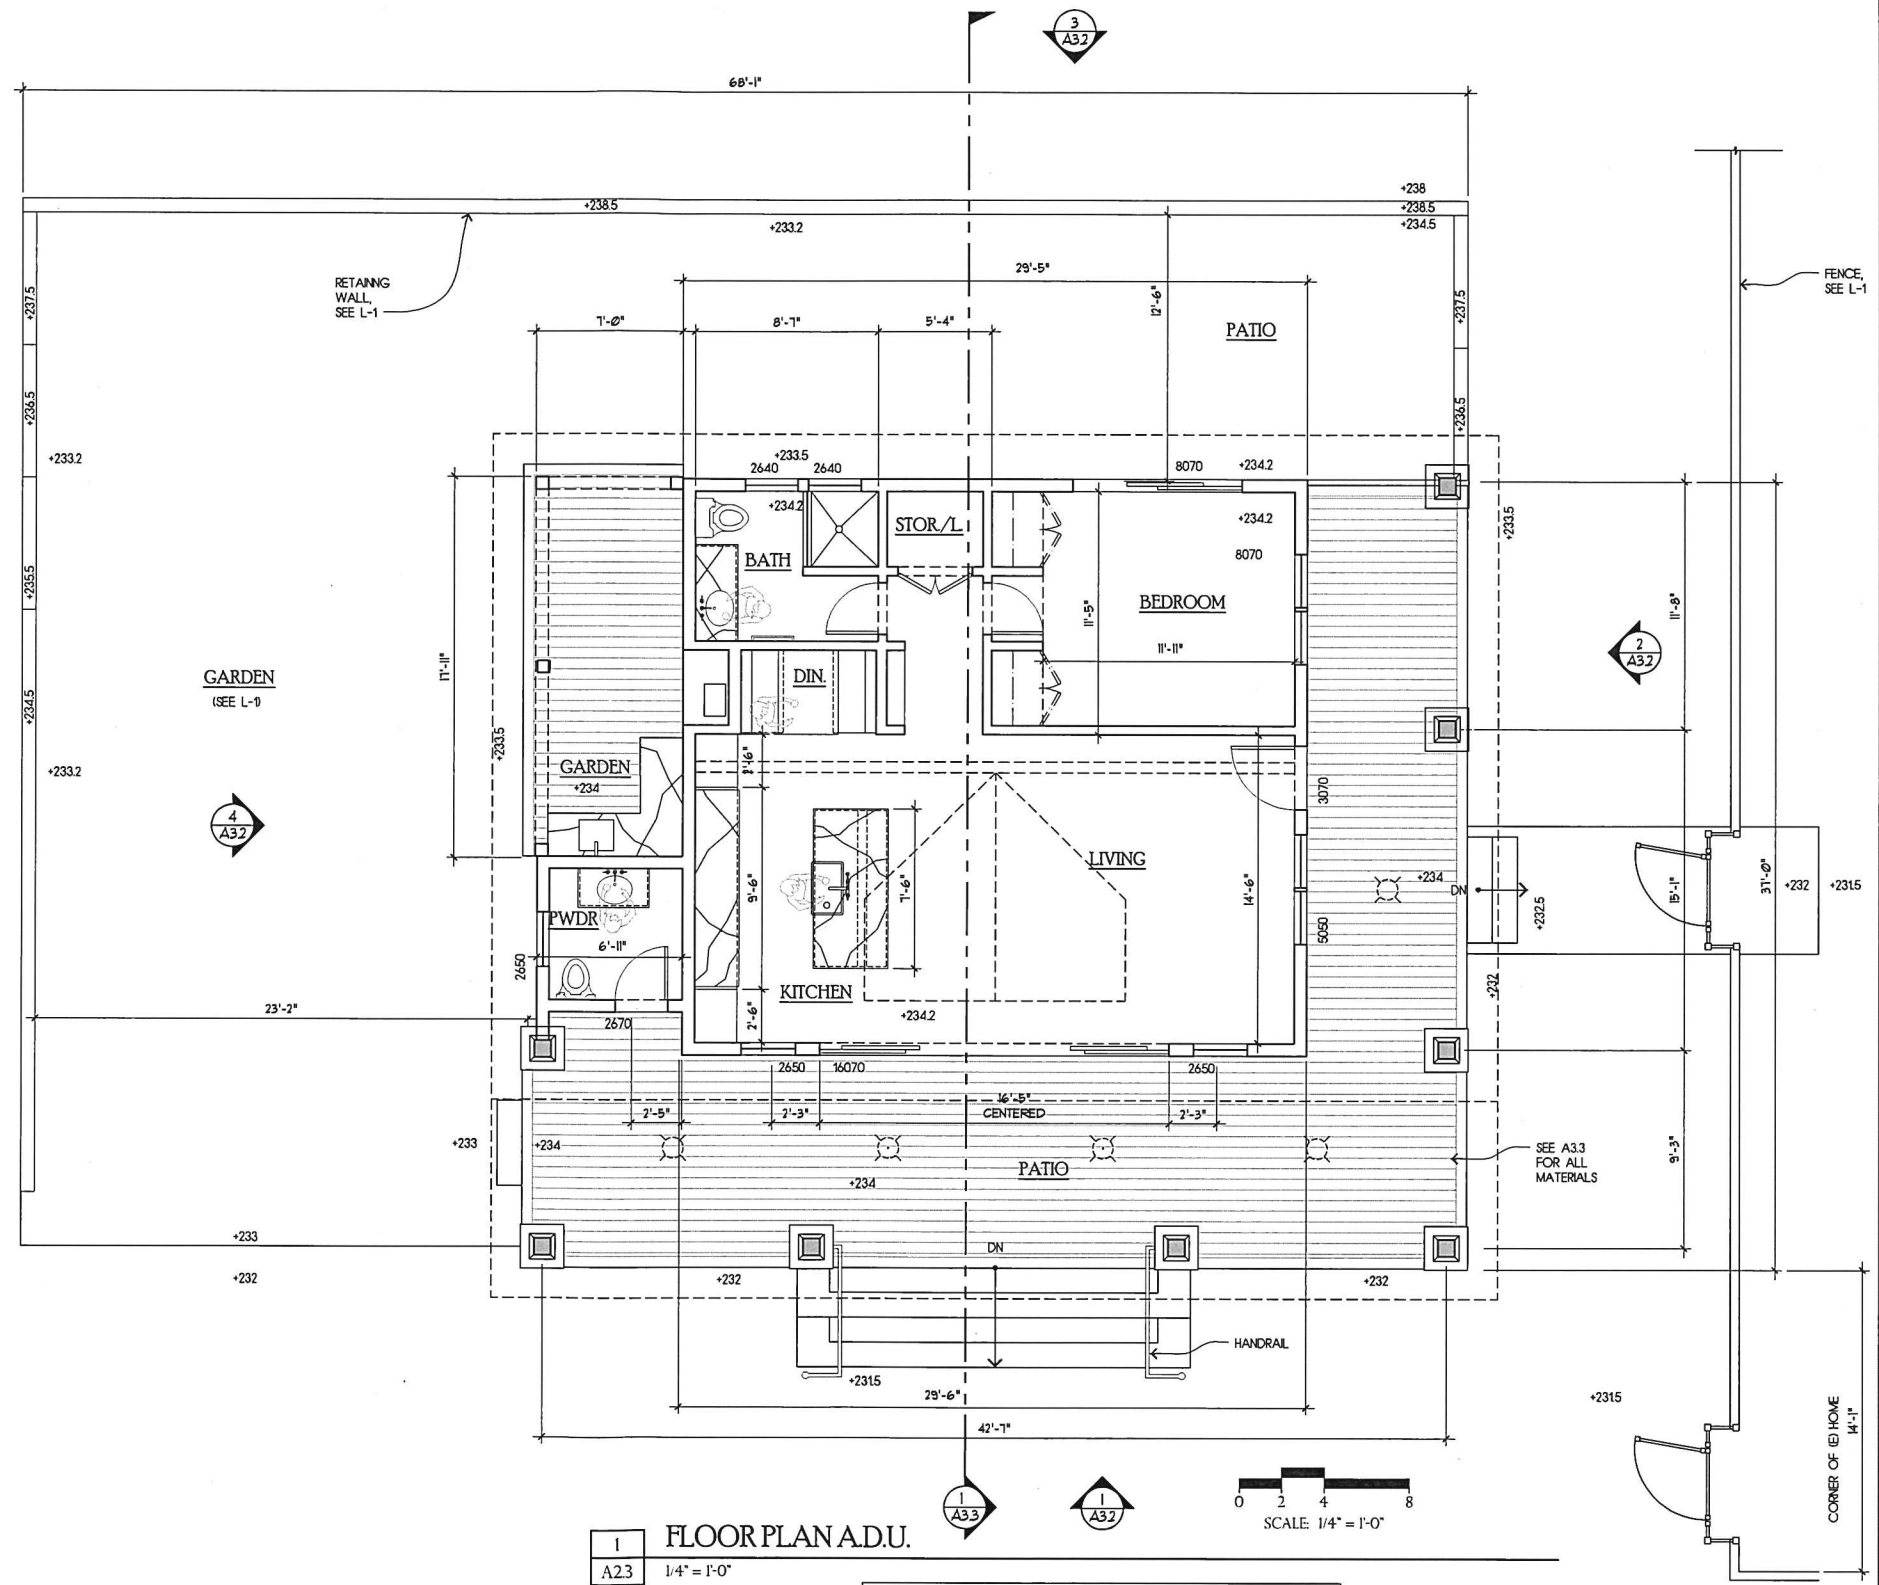 3
A3.2
68'-1"
+238
+238.5
+238.5
+234.5
+233.2
RETAINNG
WALL,
SEE L-1
FENCE,
SEE L-1
29'-5"
12'-6"
+237.5
+237.5
7'-0"
8'-7"
5'-4"
PATIO
+236.5
+236.5
+233.2
+233.5
2640
2640
8070
+234.2
+234.2
STOR./L.
+234.2
8070
+233.5
BATH
BEDROOM
+235.5
11'-5"
11'-8"
17'-11"
11'-11"
2
A3.2
GARDEN
(SEE L-1)
DIN.
+234.5
+233.5
+233.2
GARDEN
+234
2'-6"
3070
4
A3.2
LIVING
9'-6"
7'-6"
14'-6"
+234
DN
15'-1"
37'-0"
+232
+231.5
+232.5
PWDR
6'-11"
2650
5050
KITCHEN
+232
23'-2"
2670
2'-6"
+234.2
2650
16070
2650
16'-5"
CENTERED
2'-5"
2'-3"
2'-3"
+233
+234
PATIO
+234
SEE A3.3
FOR ALL
MATERIALS
9'-3"
+233
DN
+232
+232
+232
HANDRAIL
+231.5
29'-6"
+231.5
42'-7"
CORNER OF (E) HOME
14'-1"
1
A3.3
1
A3.2
0 2 4 8
SCALE: 1/4" = 1'-0"
1
A2.3
FLOOR PLAN A.D.U.
1/4" = 1'-0"